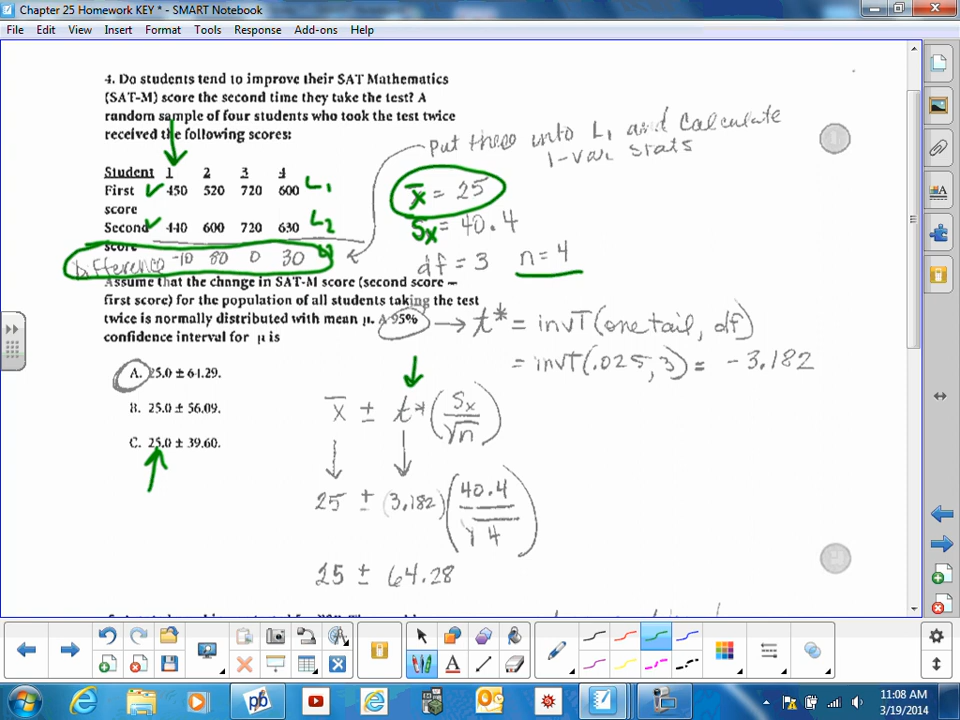 Chapter 25 Homework KEY * - SMART Notebook
File Edit View Insert Format Tools Response Add-ons Help
4. Do students tend to improve their SAT Mathematics
(SAT-M) score the second time they take the test? A
random sample of four students who took the test twice
received the following scores:
Student 1 2 3 4
First 450 520 720 600 L1
score
Second 440 600 720 630 L2
score
Difference -10 80 0 30
Assume that the change in SAT-M score (second score –
first score) for the population of all students taking the test
twice is normally distributed with mean μ. A 95%
confidence interval for μ is
A. 25.0 ± 64.29.
B. 25.0 ± 56.09.
C. 25.0 ± 39.60.
put these into L1 and calculate
1-var stats
x̄ = 25
Sx = 40.4
df = 3 n = 4
→ t* = invT(one tail, df)
= invT(.025, 3) = -3.182
x̄ ± t* (Sx/√n)
25 ± (3.182) (40.4/√4)
25 ± 64.28
11:08 AM
3/19/2014